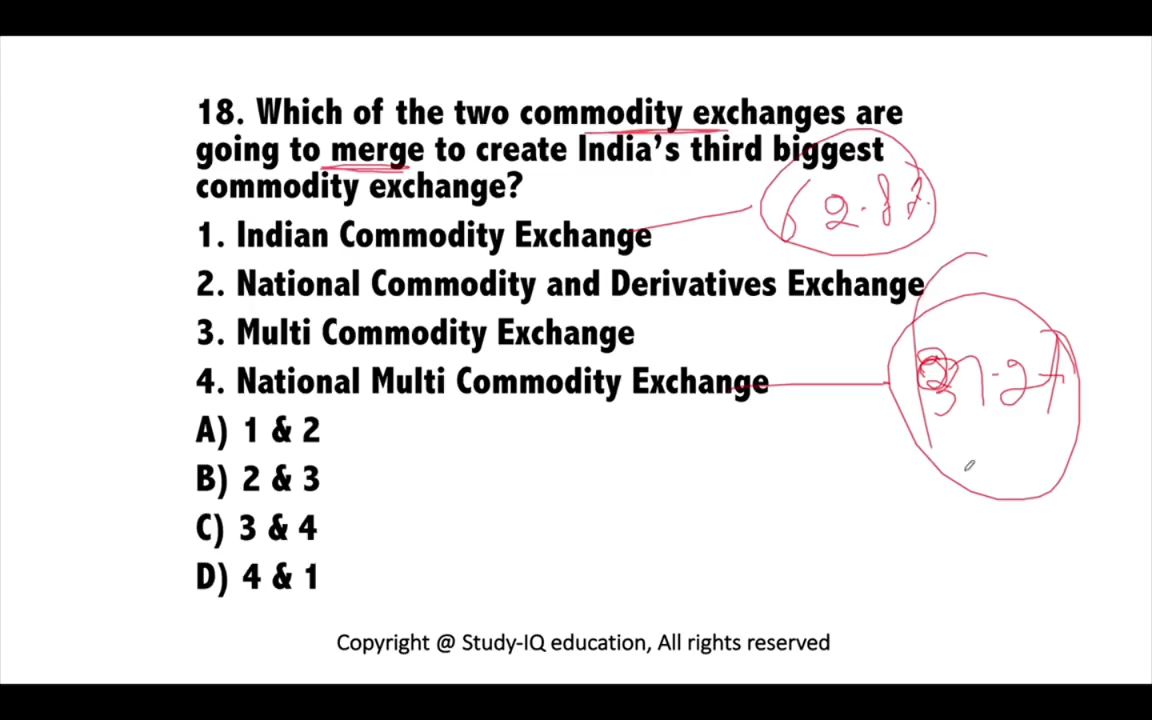 18. Which of the two commodity exchanges are
going to merge to create India’s third biggest
commodity exchange?
1. Indian Commodity Exchange
62.8%
2. National Commodity and Derivatives Exchange
3. Multi Commodity Exchange
4. National Multi Commodity Exchange
A) 1 & 2
B) 2 & 3
C) 3 & 4
D) 4 & 1
Copyright @ Study-IQ education, All rights reserved